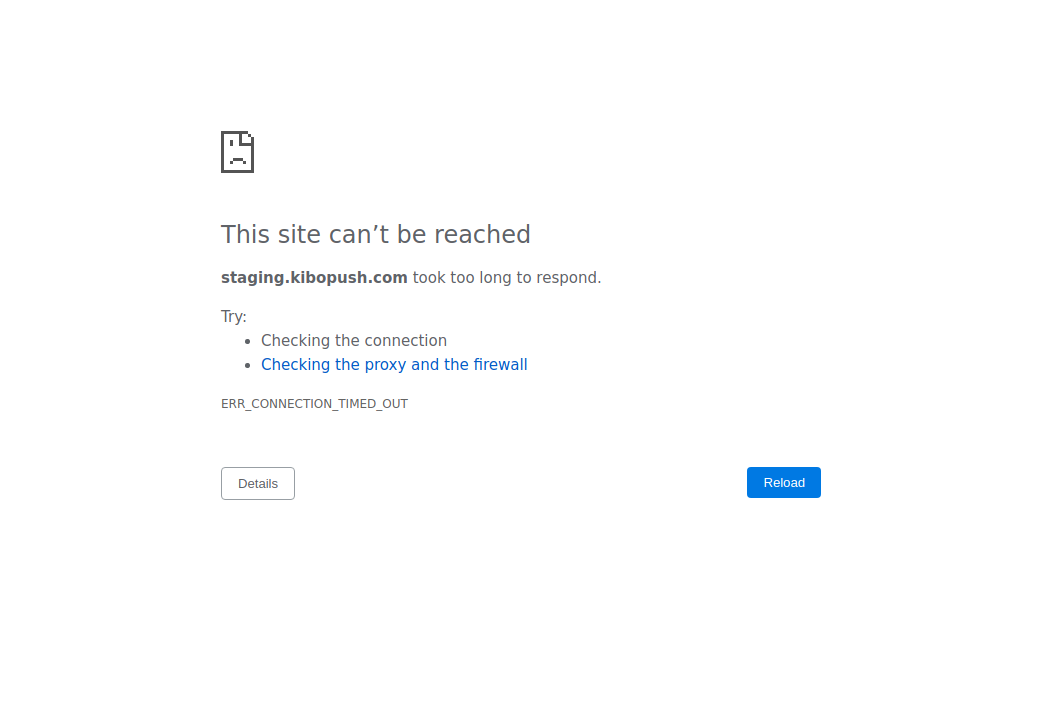 This site can’t be reached
staging.kibopush.com took too long to respond.
Try:
Checking the connection
Checking the proxy and the firewall
ERR_CONNECTION_TIMED_OUT
Details
Reload